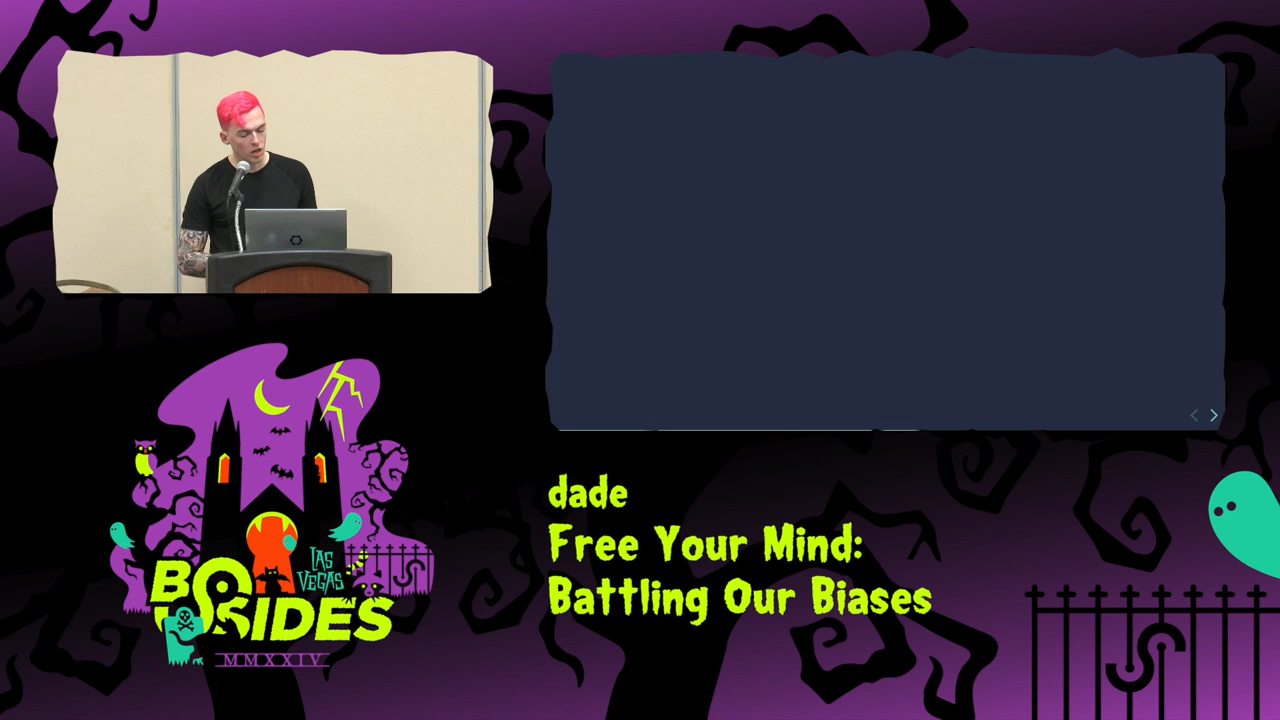 dade
Free Your Mind:
Battling Our Biases
LAS
VEGAS
BSIDES
MMXXIV